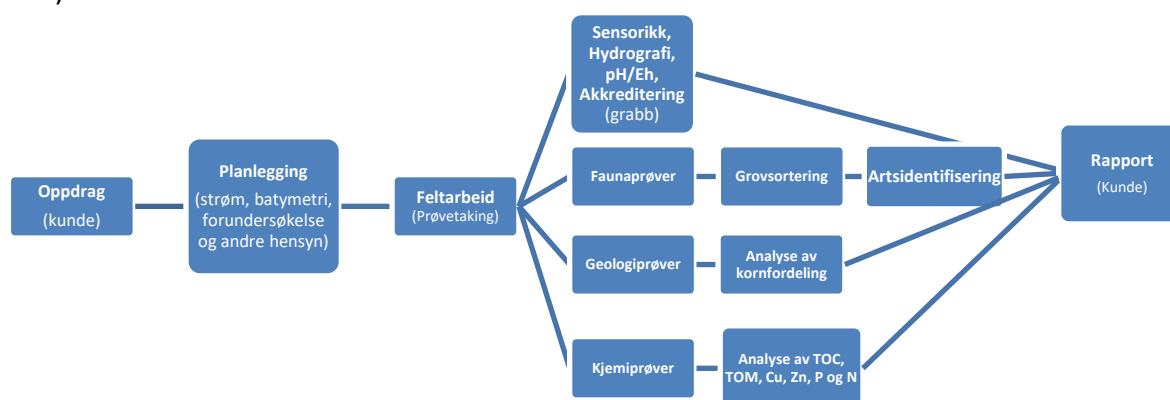 Oppdrag
(kunde)
Planlegging
(strøm, batymetri,
forundersøkelse
og andre hensyn)
Feltarbeid
(Prøvetaking)
Sensorikk,
Hydrografi,
pH/Eh,
Akkreditering
(grabb)
Faunaprøver
Grovsortering
Artsidentifisering
Geologiprøver
Analyse av
kornfordeling
Kjemiprøver
Analyse av TOC,
TOM, Cu, Zn, P og N
Rapport
(Kunde)